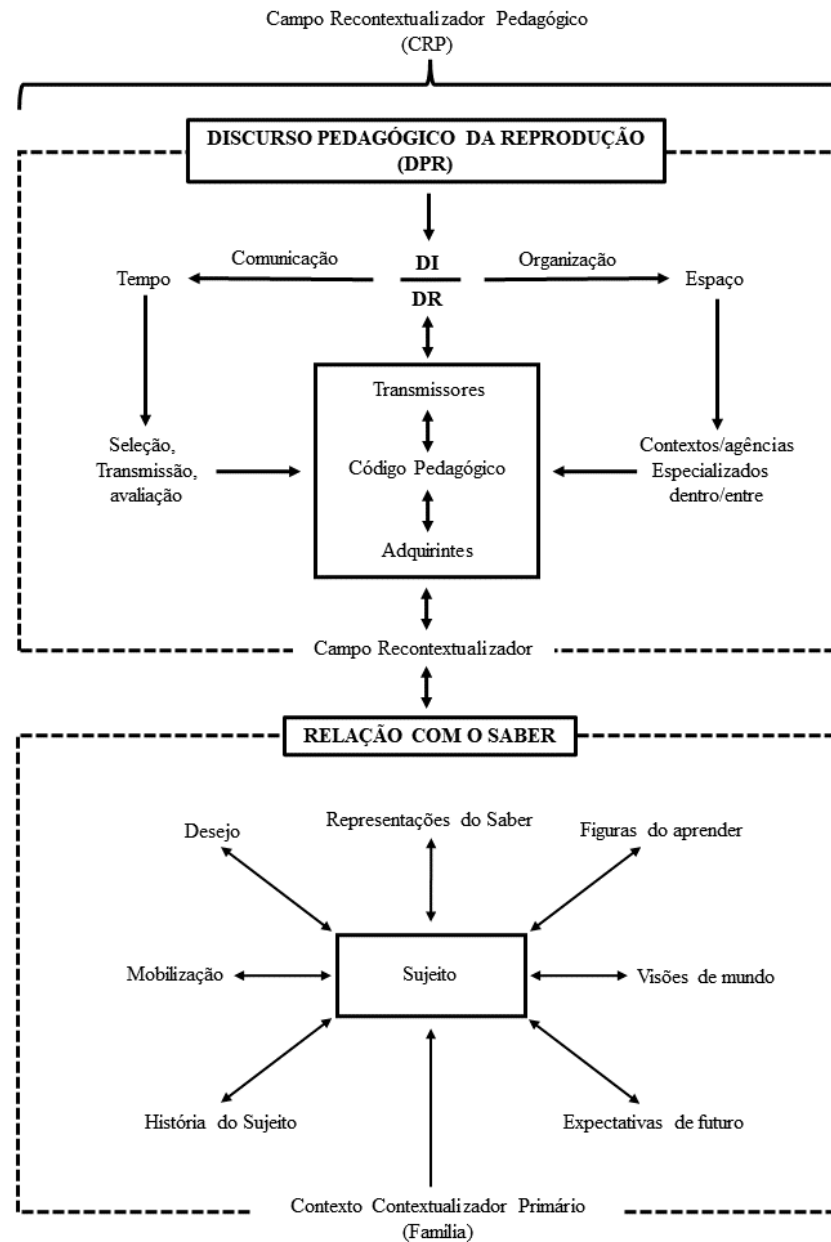 Campo Recontextualizador Pedagógico
(CRP)
DISCURSO PEDAGÓGICO DA REPRODUÇÃO
(DPR)
Comunicação
DI
Organização
Tempo
Espaço
DR
Transmissores
Seleção,
Transmissão,
avaliação
Código Pedagógico
Contextos/agências
Especializados
dentro/entre
Adquirintes
Campo Recontextualizador
RELAÇÃO COM O SABER
Desejo
Representações do Saber
Figuras do aprender
Mobilização
Sujeito
Visões de mundo
História do Sujeito
Expectativas de futuro
Contexto Contextualizador Primário
(Família)